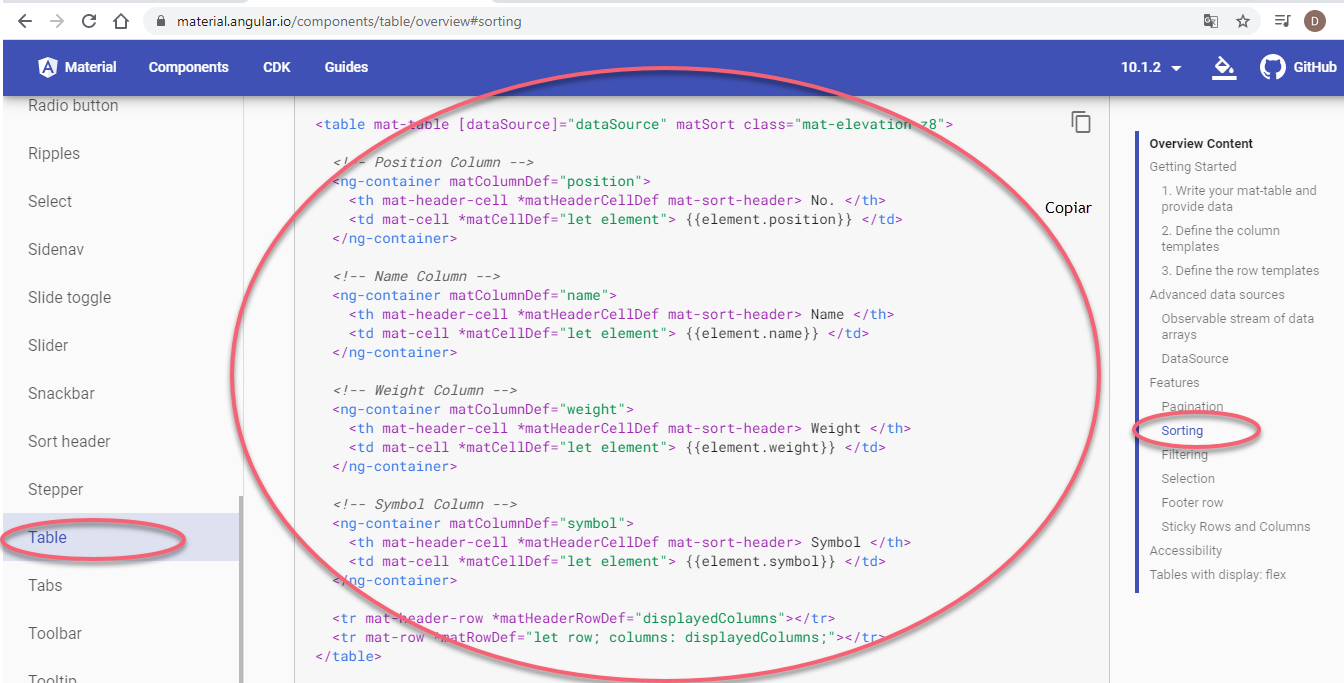 material.angular.io/components/table/overview#sorting
D
Material
Components
CDK
Guides
10.1.2
GitHub
Radio button
Ripples
Select
Sidenav
Slide toggle
Slider
Snackbar
Sort header
Stepper
Table
Tabs
Toolbar
Tooltip
<table mat-table [dataSource]="dataSource" matSort class="mat-elevation-z8">
<!-- Position Column -->
<ng-container matColumnDef="position">
<th mat-header-cell *matHeaderCellDef mat-sort-header> No. </th>
<td mat-cell *matCellDef="let element"> {{element.position}} </td>
</ng-container>
<!-- Name Column -->
<ng-container matColumnDef="name">
<th mat-header-cell *matHeaderCellDef mat-sort-header> Name </th>
<td mat-cell *matCellDef="let element"> {{element.name}} </td>
</ng-container>
<!-- Weight Column -->
<ng-container matColumnDef="weight">
<th mat-header-cell *matHeaderCellDef mat-sort-header> Weight </th>
<td mat-cell *matCellDef="let element"> {{element.weight}} </td>
</ng-container>
<!-- Symbol Column -->
<ng-container matColumnDef="symbol">
<th mat-header-cell *matHeaderCellDef mat-sort-header> Symbol </th>
<td mat-cell *matCellDef="let element"> {{element.symbol}} </td>
</ng-container>
<tr mat-header-row *matHeaderRowDef="displayedColumns"></tr>
<tr mat-row *matRowDef="let row; columns: displayedColumns;"></tr>
</table>
Copiar
Overview Content
Getting Started
1. Write your mat-table and
provide data
2. Define the column
templates
3. Define the row templates
Advanced data sources
Observable stream of data
arrays
DataSource
Features
Pagination
Sorting
Filtering
Selection
Footer row
Sticky Rows and Columns
Accessibility
Tables with display: flex